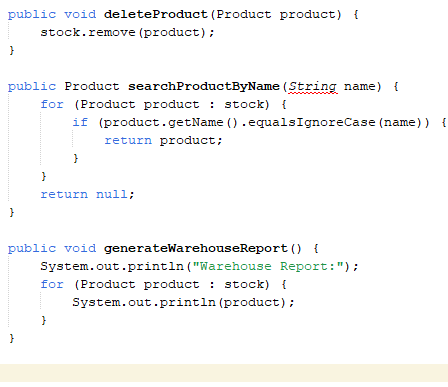 public void deleteProduct(Product product) {
    stock.remove(product);
}

public Product searchProductByName(String name) {
    for (Product product : stock) {
        if (product.getName().equalsIgnoreCase(name)) {
            return product;
        }
    }
    return null;
}

public void generateWarehouseReport() {
    System.out.println("Warehouse Report:");
    for (Product product : stock) {
        System.out.println(product);
    }
}